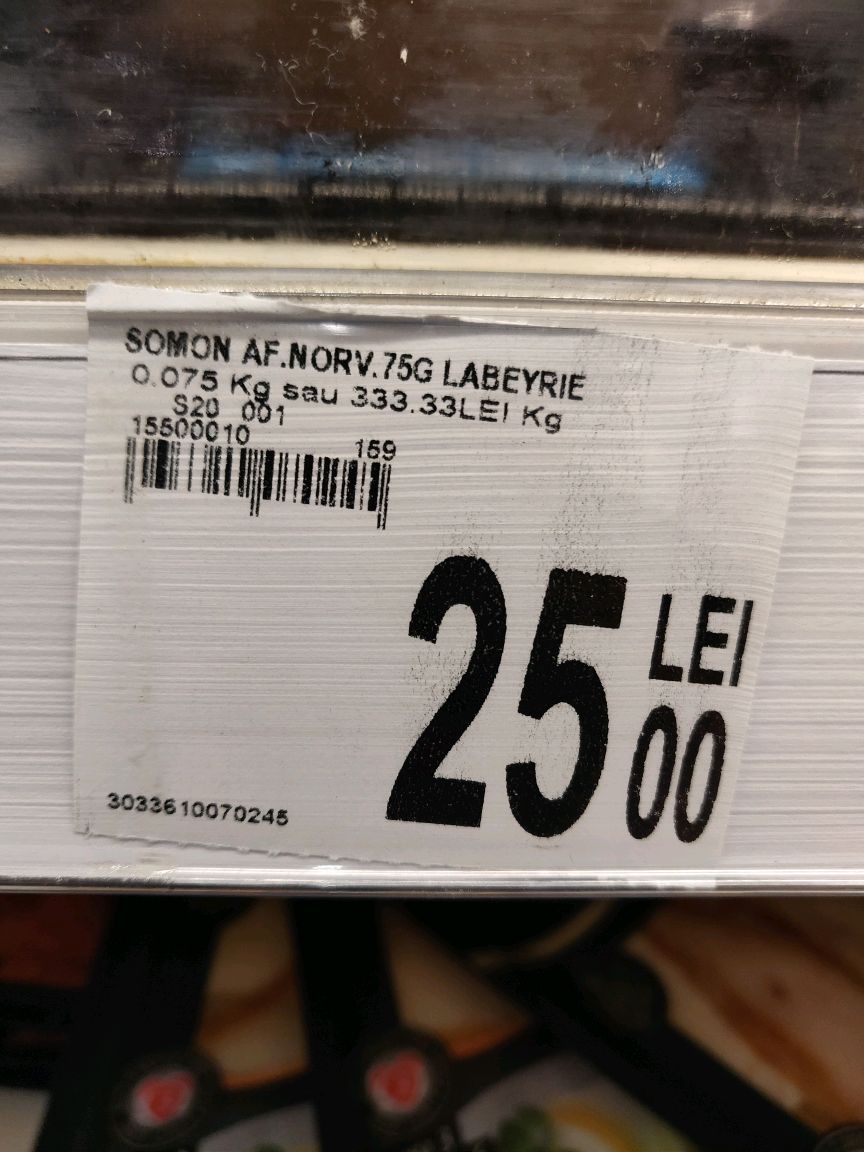 SOMON AF.NORV.75G LABEYRIE
0.075 Kg sau 333.33LEI Kg
S20 001
15500010 159
25 LEI 00
3033610070245